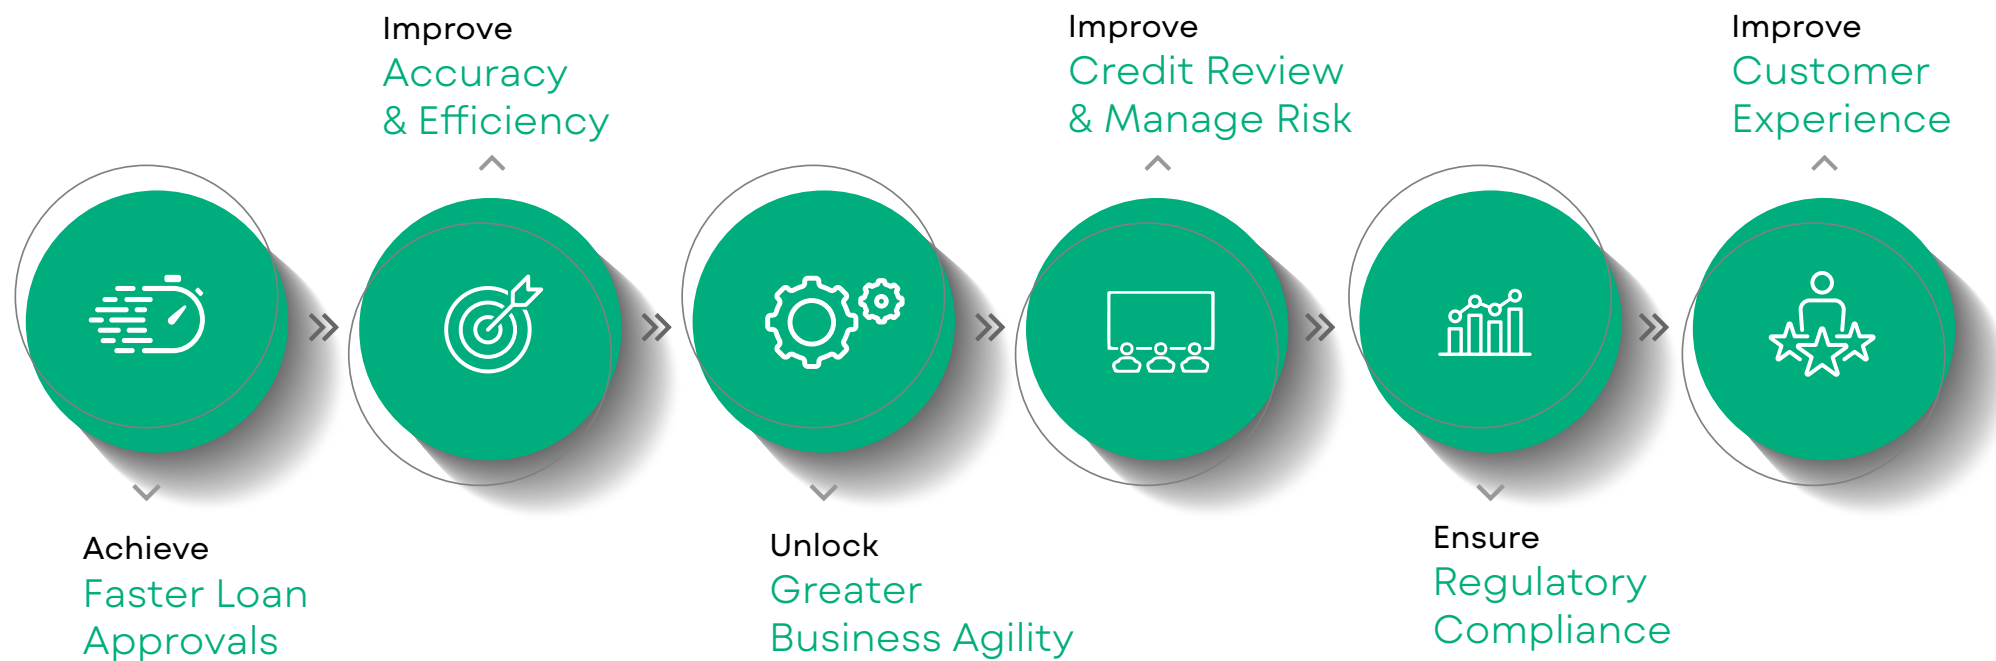 Achieve
Faster Loan
Approvals
Improve
Accuracy
& Efficiency
Unlock
Greater
Business Agility
Improve
Credit Review
& Manage Risk
Ensure
Regulatory
Compliance
Improve
Customer
Experience